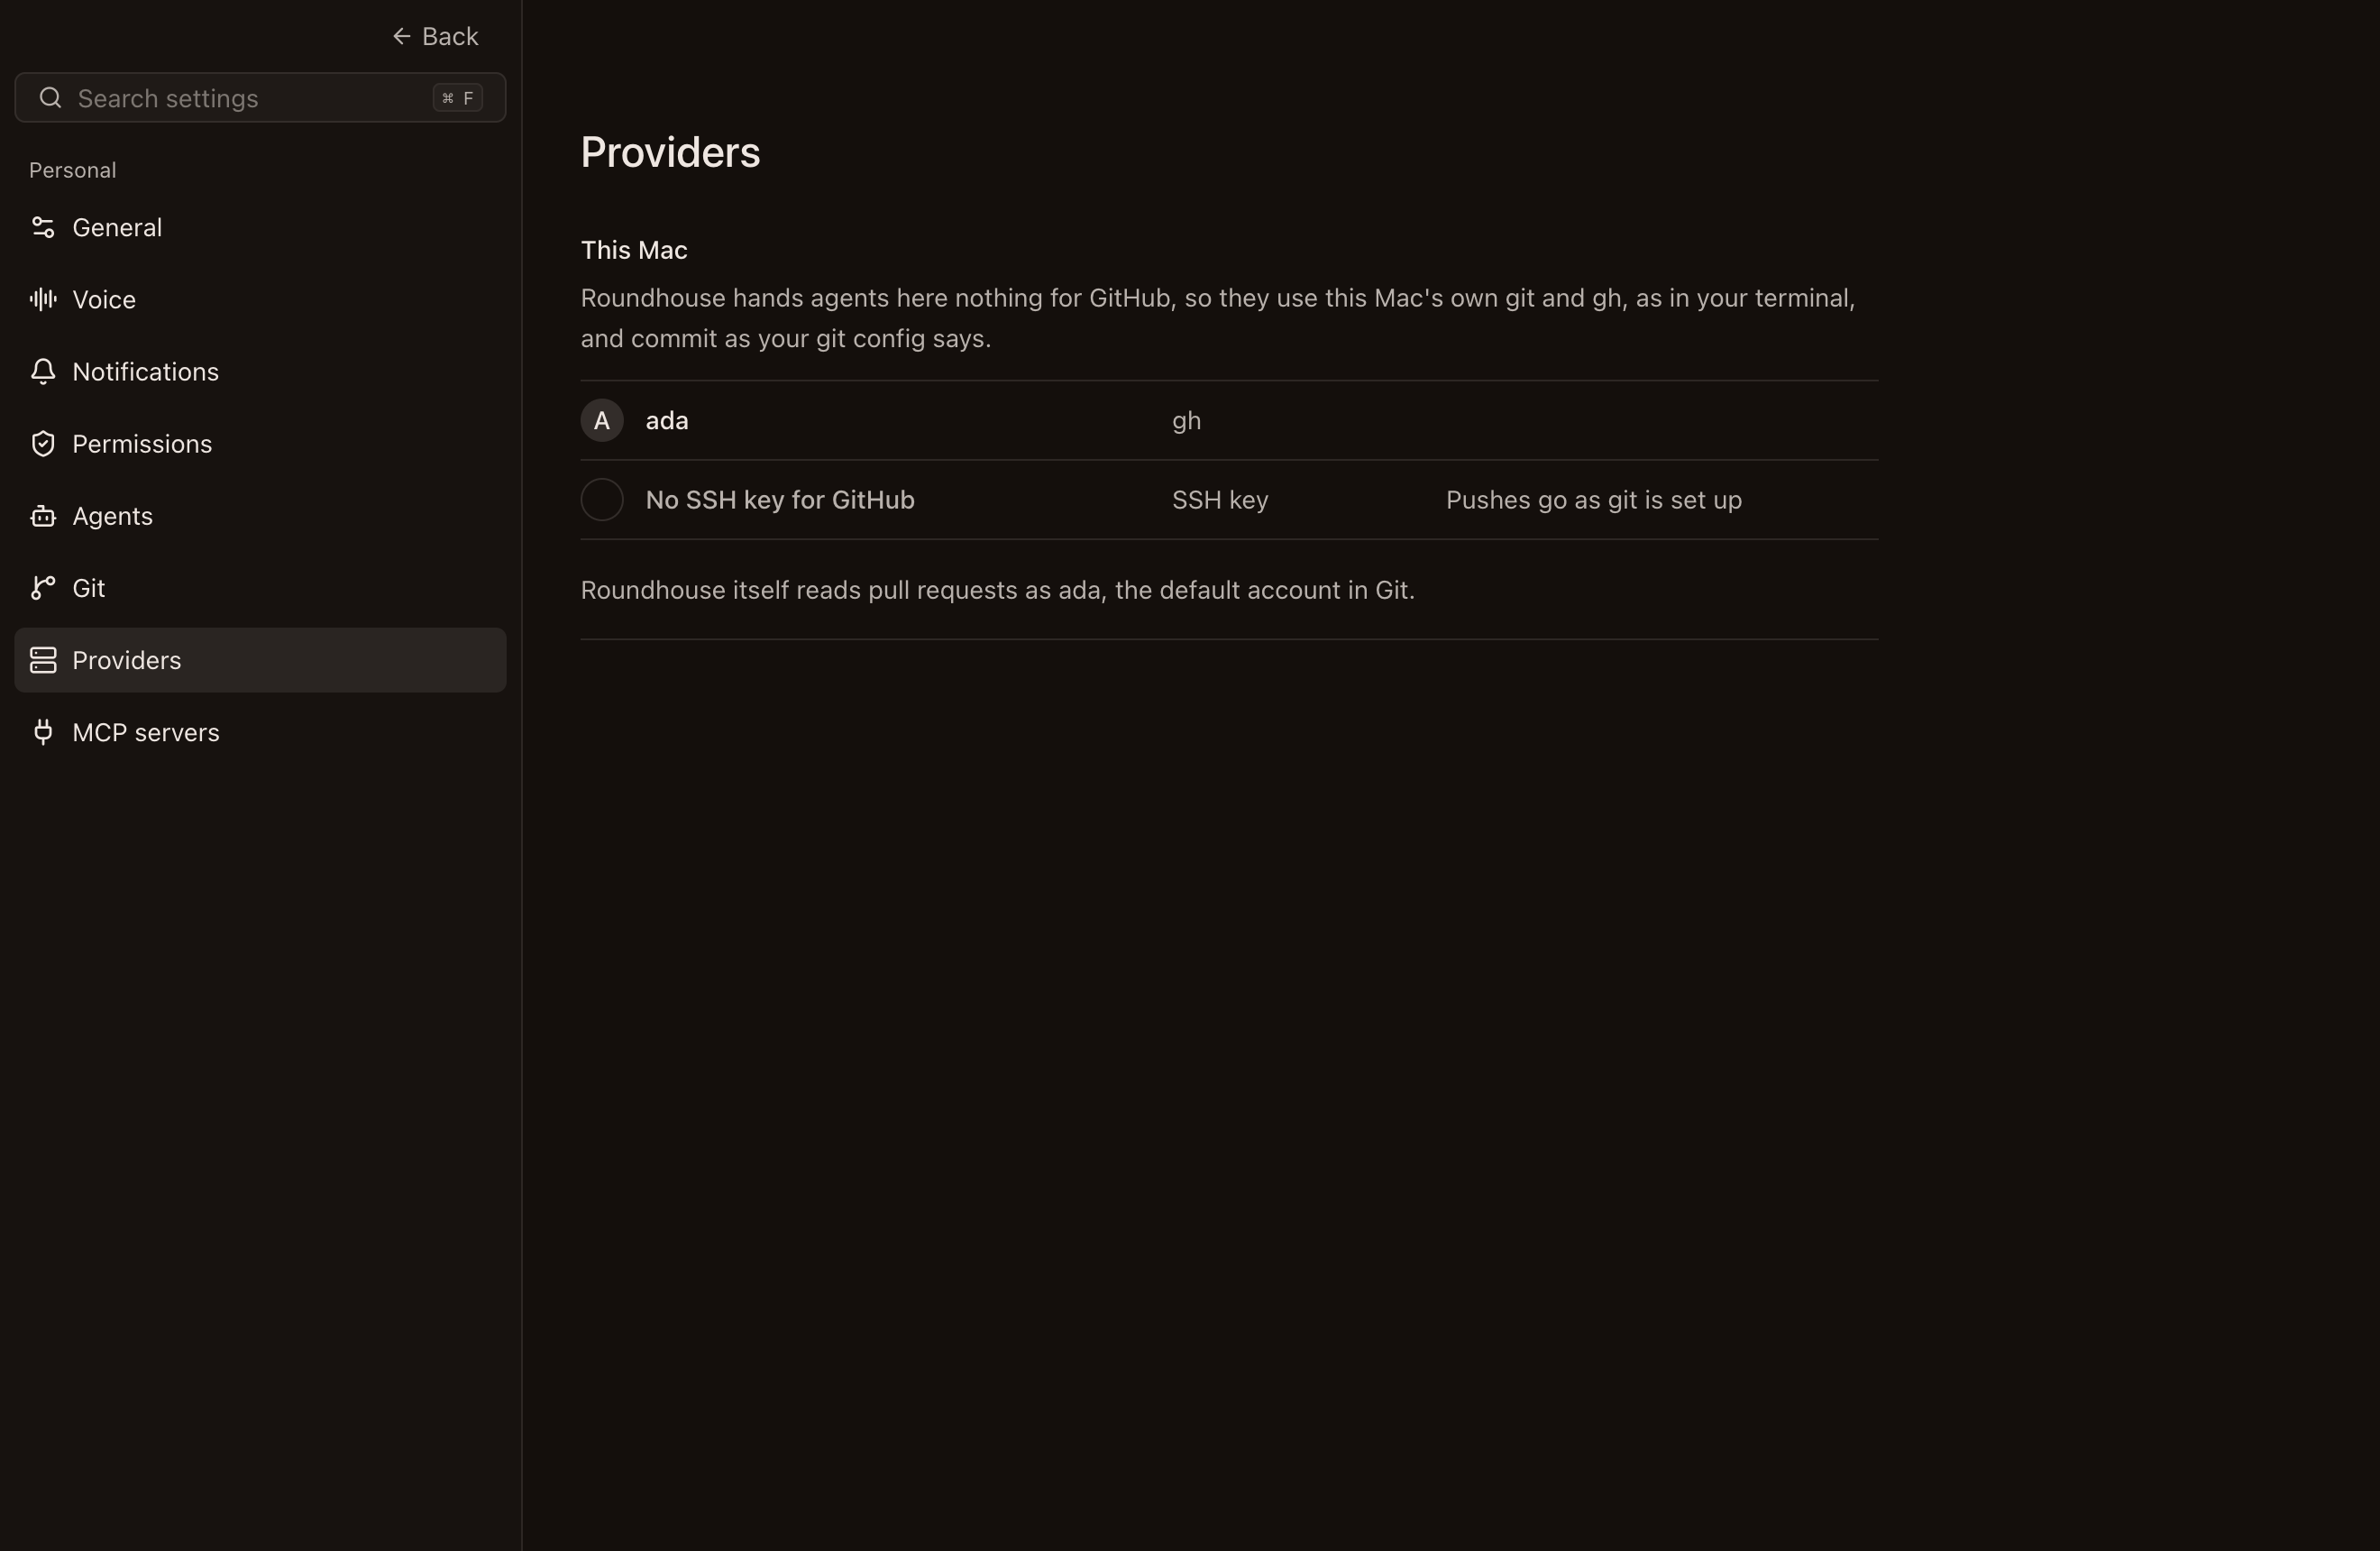 Back
Search settings
⌘ F
Personal
General
Voice
Notifications
Permissions
Agents
Git
Providers
MCP servers
Providers
This Mac
Roundhouse hands agents here nothing for GitHub, so they use this Mac's own git and gh, as in your terminal,
and commit as your git config says.
A ada gh
No SSH key for GitHub SSH key Pushes go as git is set up
Roundhouse itself reads pull requests as ada, the default account in Git.